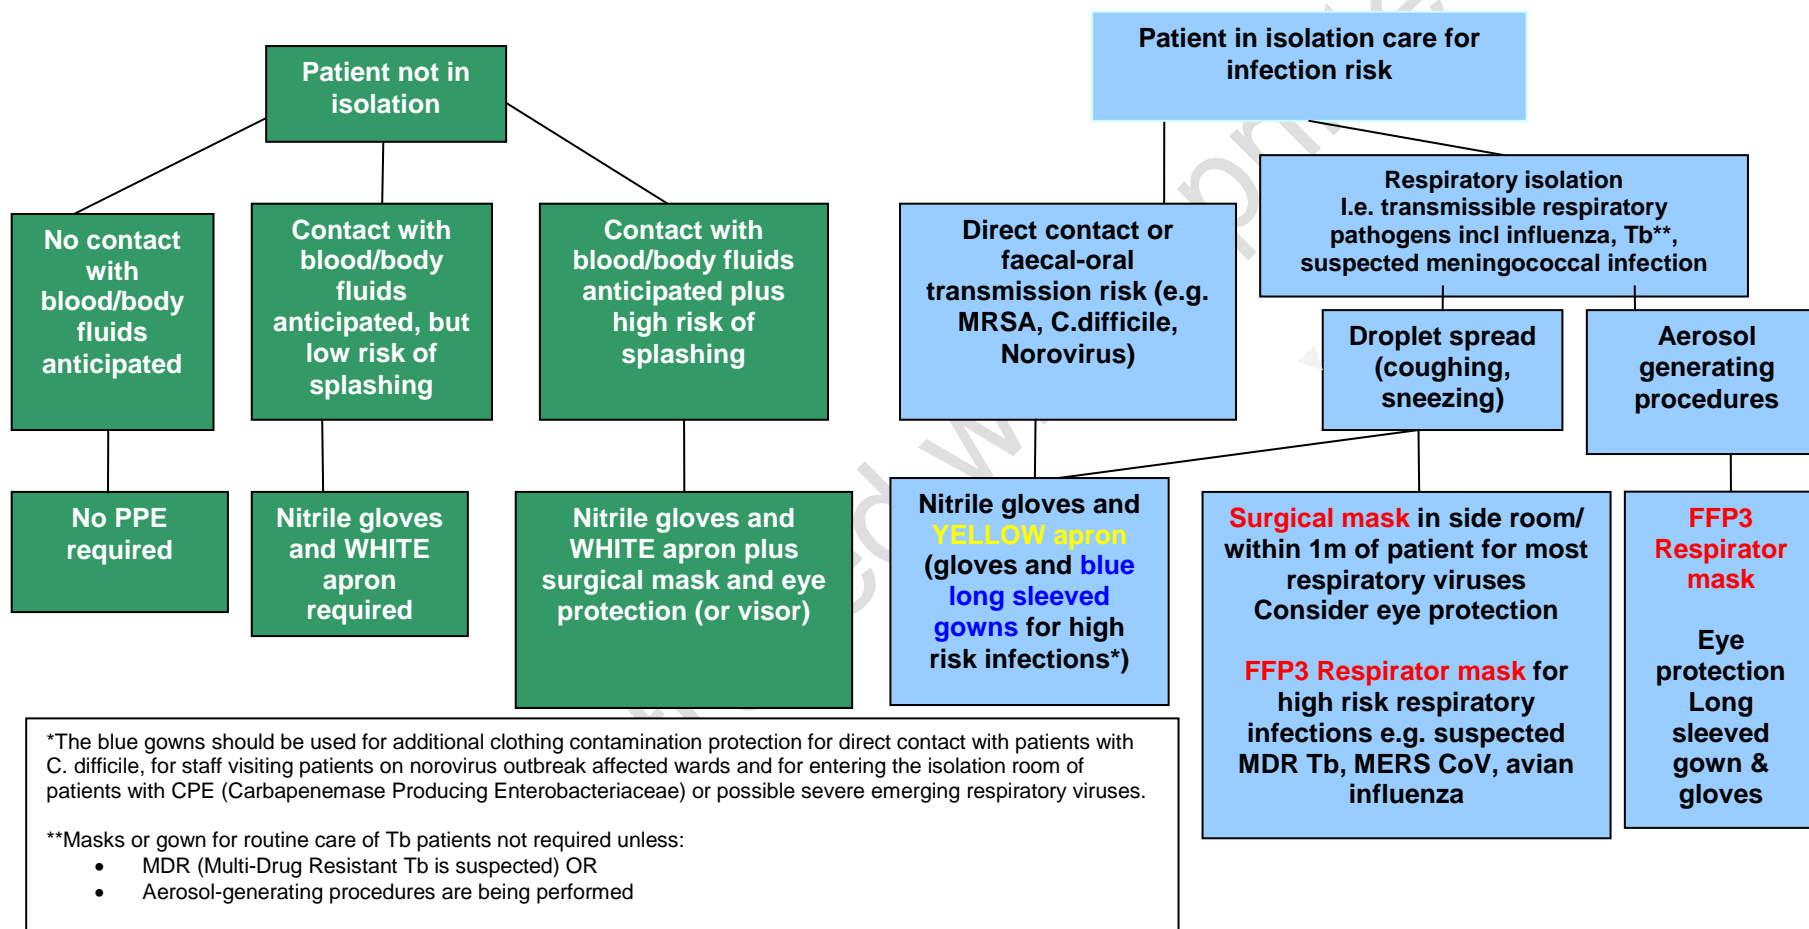 Patient not in
isolation
Patient in isolation care for
infection risk
No contact
with
blood/body
fluids
anticipated
Contact with
blood/body
fluids
anticipated, but
low risk of
splashing
Contact with
blood/body fluids
anticipated plus
high risk of
splashing
Direct contact or
faecal-oral
transmission risk (e.g.
MRSA, C.difficile,
Norovirus)
Respiratory isolation
I.e. transmissible respiratory
pathogens incl influenza, Tb**,
suspected meningococcal infection
Droplet spread
(coughing,
sneezing)
Aerosol
generating
procedures
No PPE
required
Nitrile gloves
and WHITE
apron
required
Nitrile gloves and
WHITE apron plus
surgical mask and eye
protection (or visor)
Nitrile gloves and
YELLOW apron
(gloves and blue
long sleeved
gowns for high
risk infections*)
Surgical mask in side room/
within 1m of patient for most
respiratory viruses
Consider eye protection
FFP3 Respirator mask for
high risk respiratory
infections e.g. suspected
MDR Tb, MERS CoV, avian
influenza
FFP3
Respirator
mask
Eye
protection
Long
sleeved
gown &
gloves
*The blue gowns should be used for additional clothing contamination protection for direct contact with patients with
C. difficile, for staff visiting patients on norovirus outbreak affected wards and for entering the isolation room of
patients with CPE (Carbapenemase Producing Enterobacteriaceae) or possible severe emerging respiratory viruses.
**Masks or gown for routine care of Tb patients not required unless:
• MDR (Multi-Drug Resistant Tb is suspected) OR
• Aerosol-generating procedures are being performed